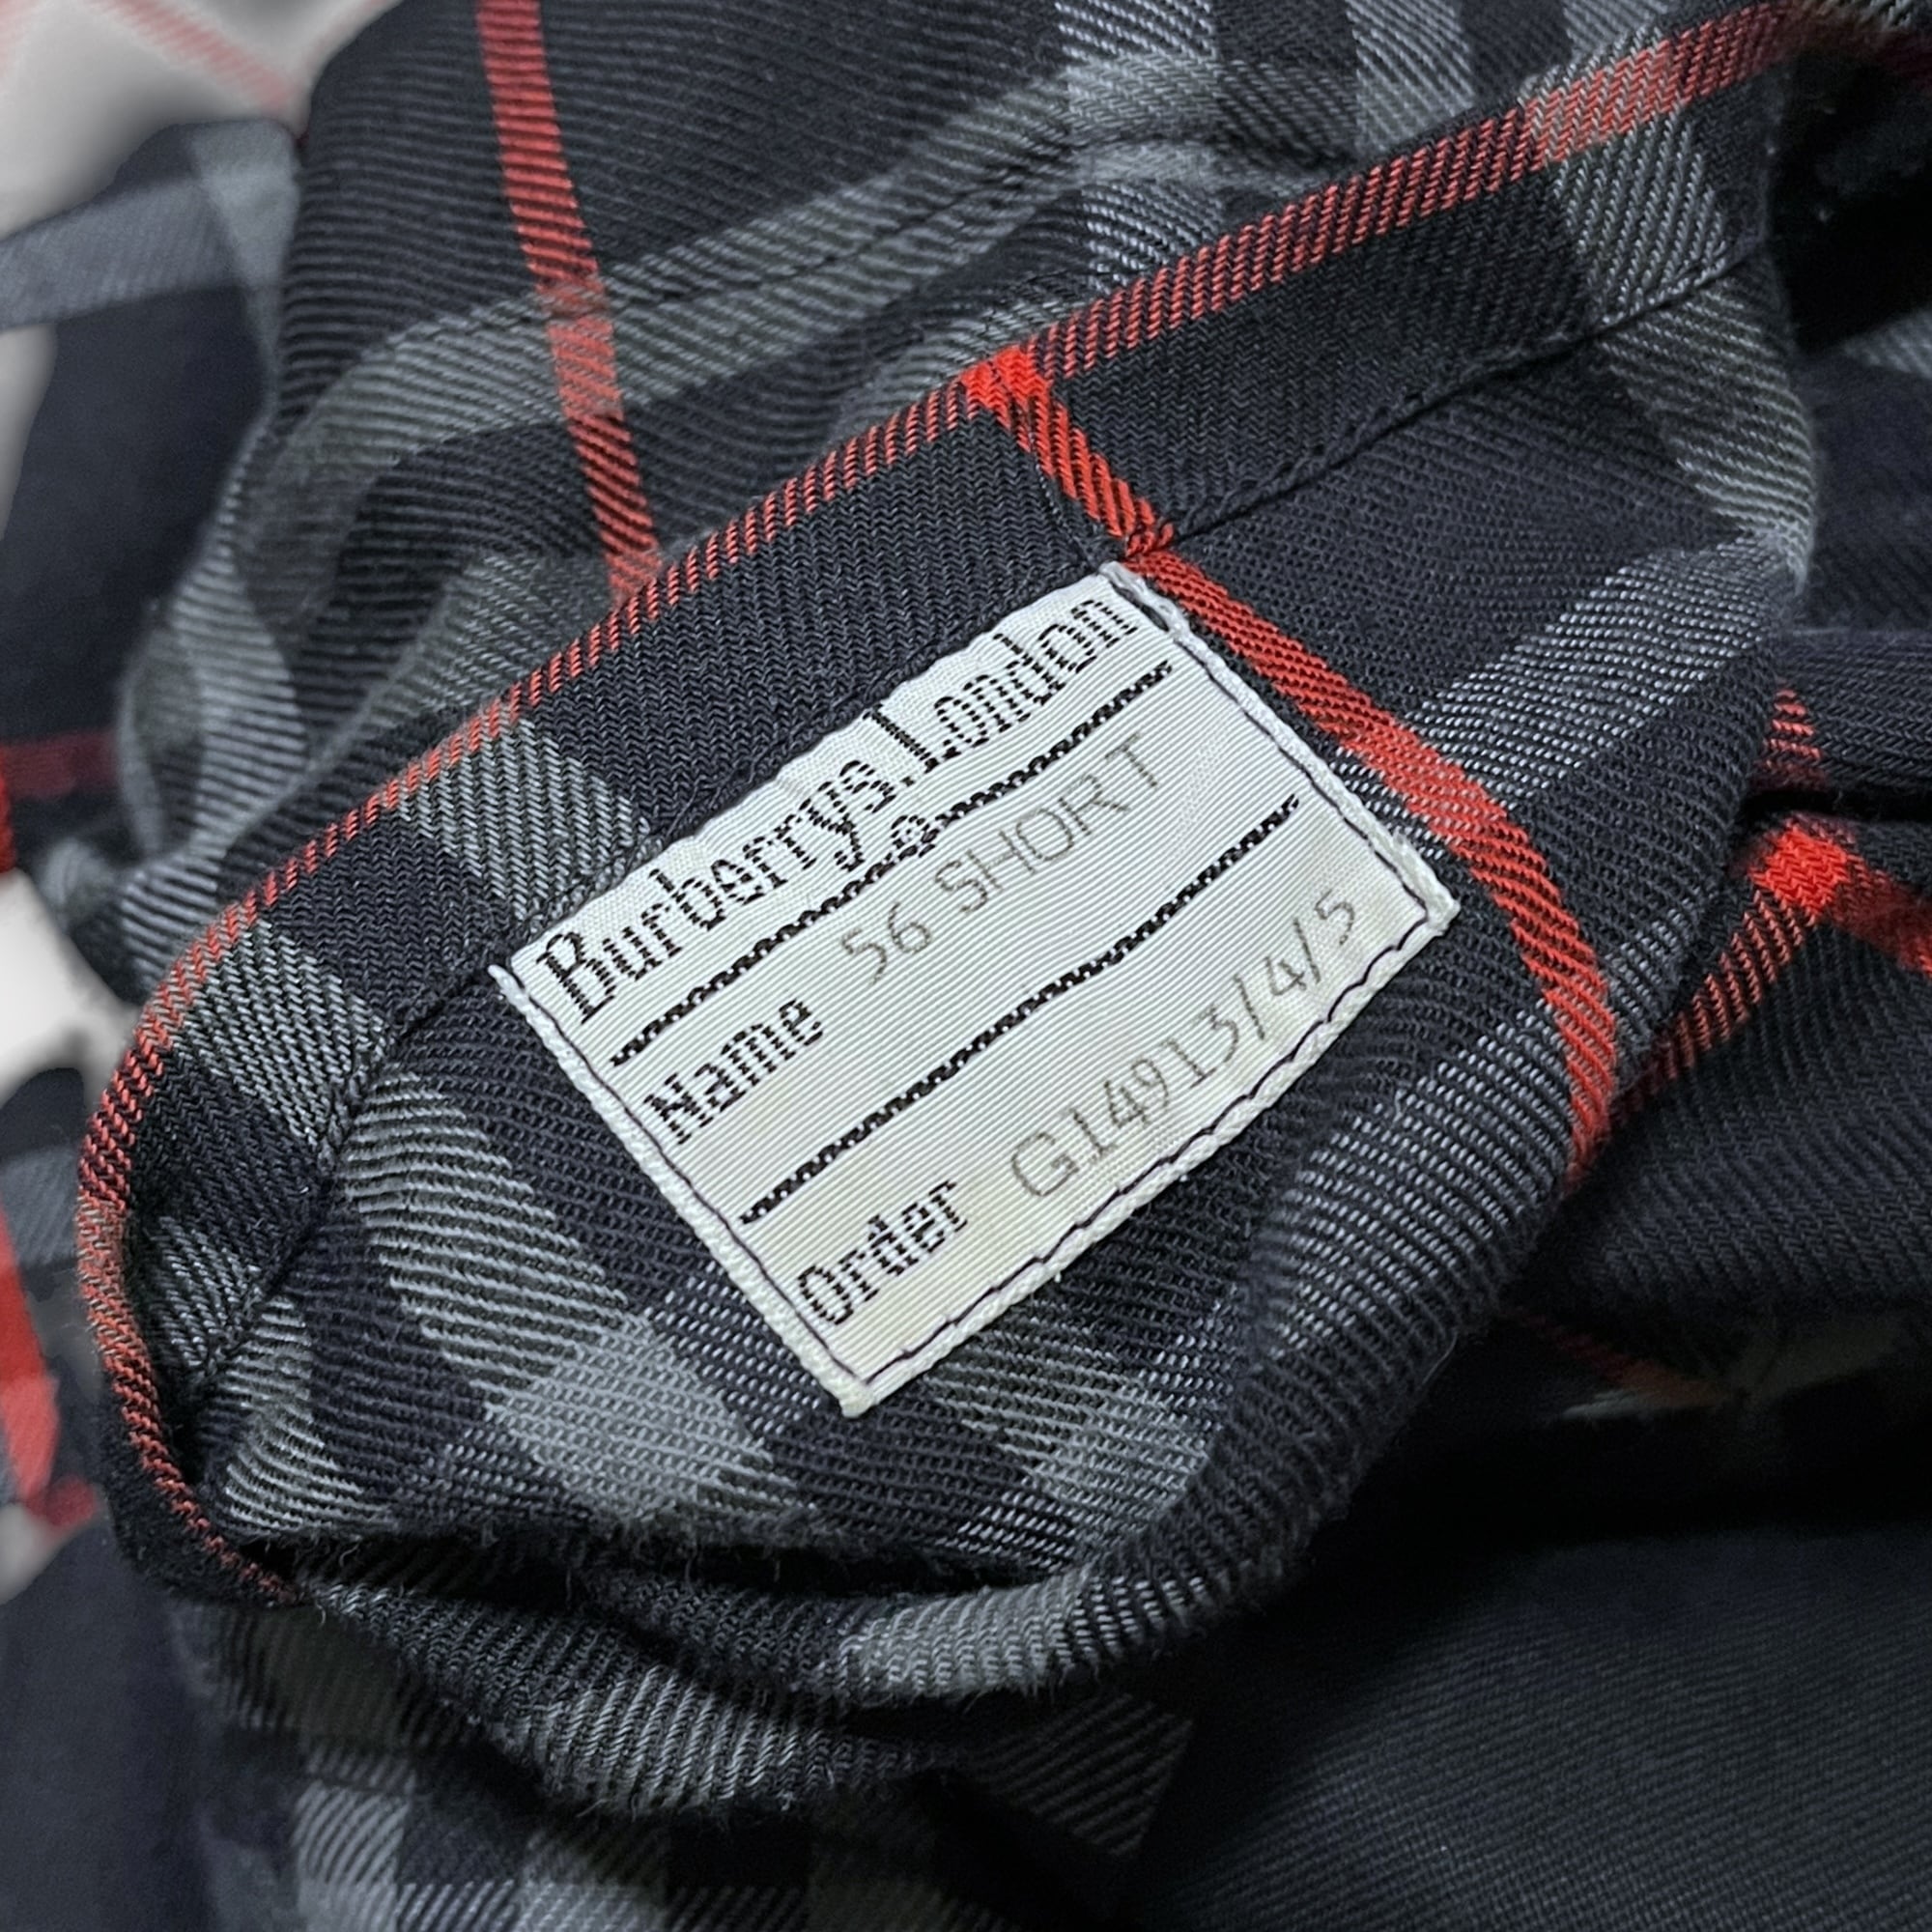 Burberrys.London
Name 56 SHORT
Order G14913/4/5